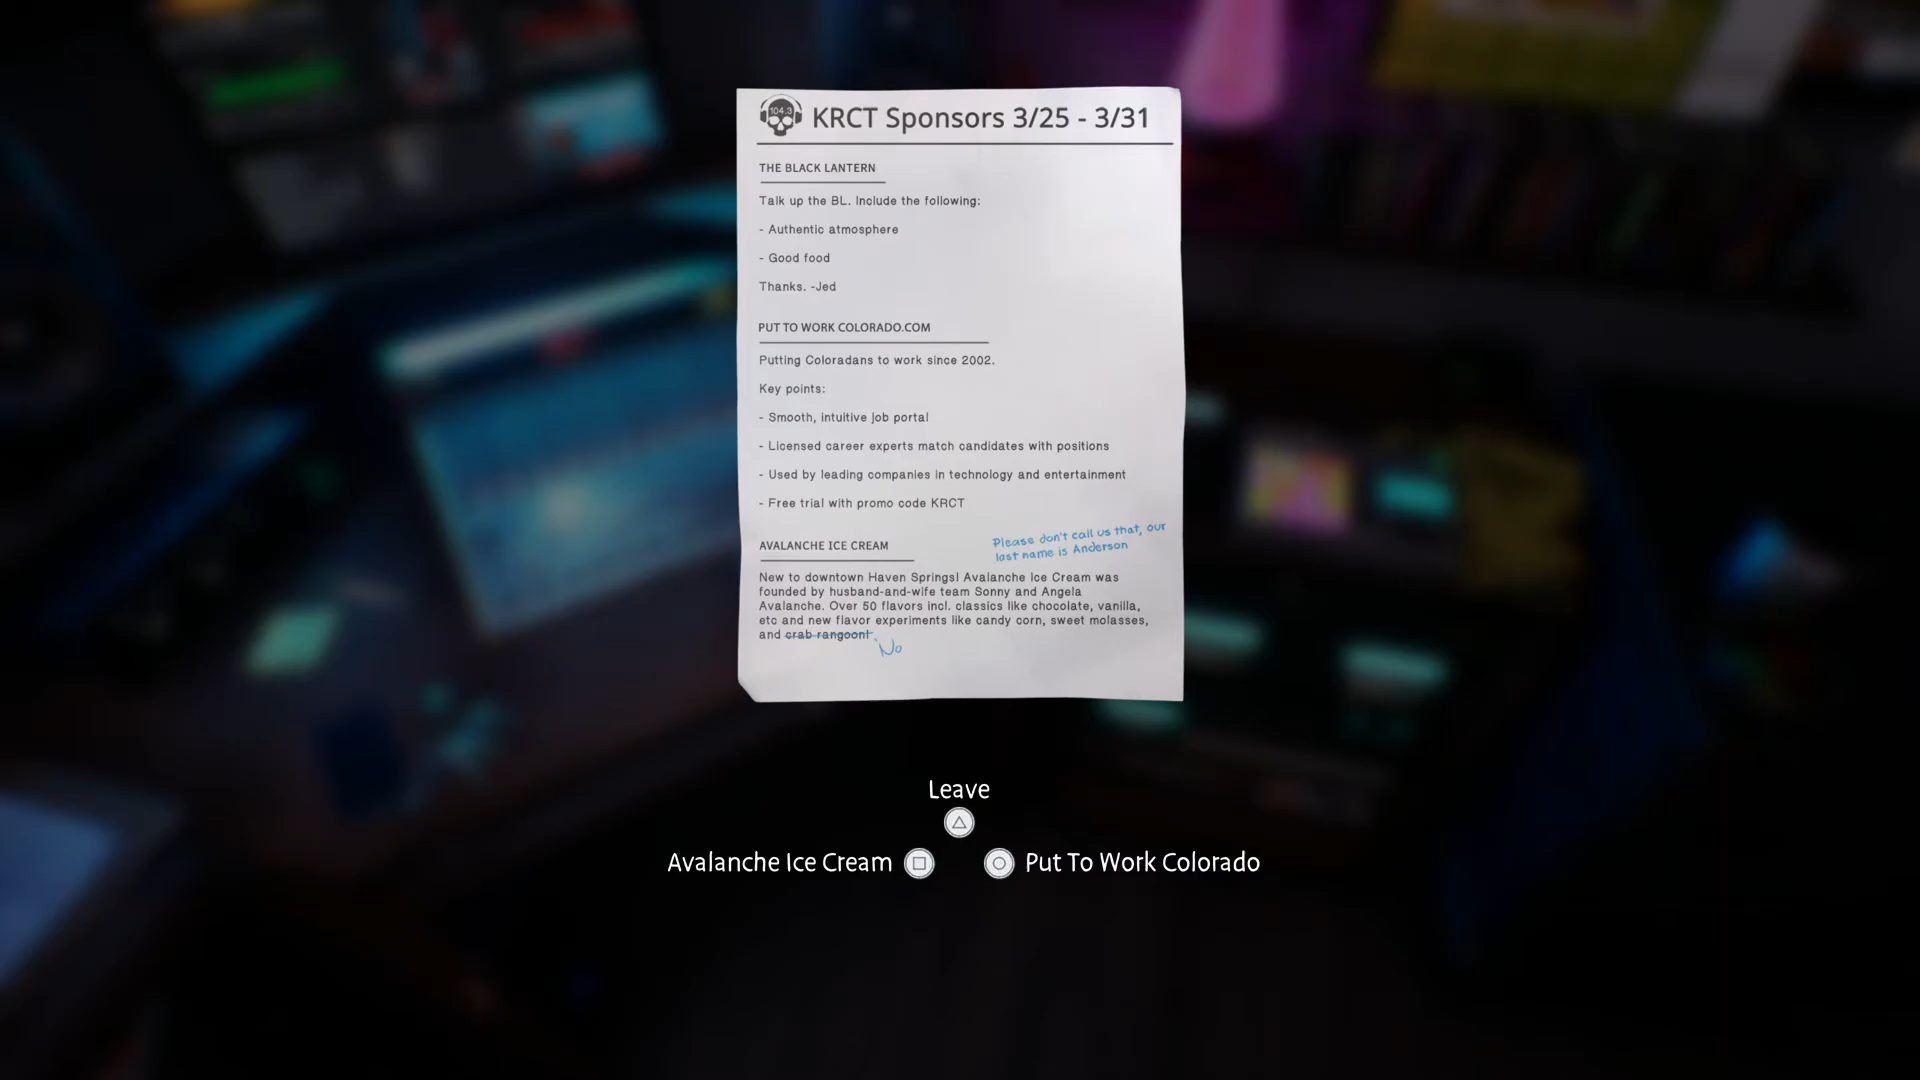 104.3
KRCT Sponsors 3/25 - 3/31
THE BLACK LANTERN
Talk up the BL. Include the following:
- Authentic atmosphere
- Good food
Thanks. -Jed
PUT TO WORK COLORADO.COM
Putting Coloradans to work since 2002.
Key points:
- Smooth, intuitive job portal
- Licensed career experts match candidates with positions
- Used by leading companies in technology and entertainment
- Free trial with promo code KRCT
Please don't call us that, our
last name is Anderson
AVALANCHE ICE CREAM
New to downtown Haven Springs! Avalanche Ice Cream was
founded by husband-and-wife team Sonny and Angela
Avalanche. Over 50 flavors incl. classics like chocolate, vanilla,
etc and new flavor experiments like candy corn, sweet molasses,
and crab rangoon!
No
Leave
Avalanche Ice Cream
Put To Work Colorado